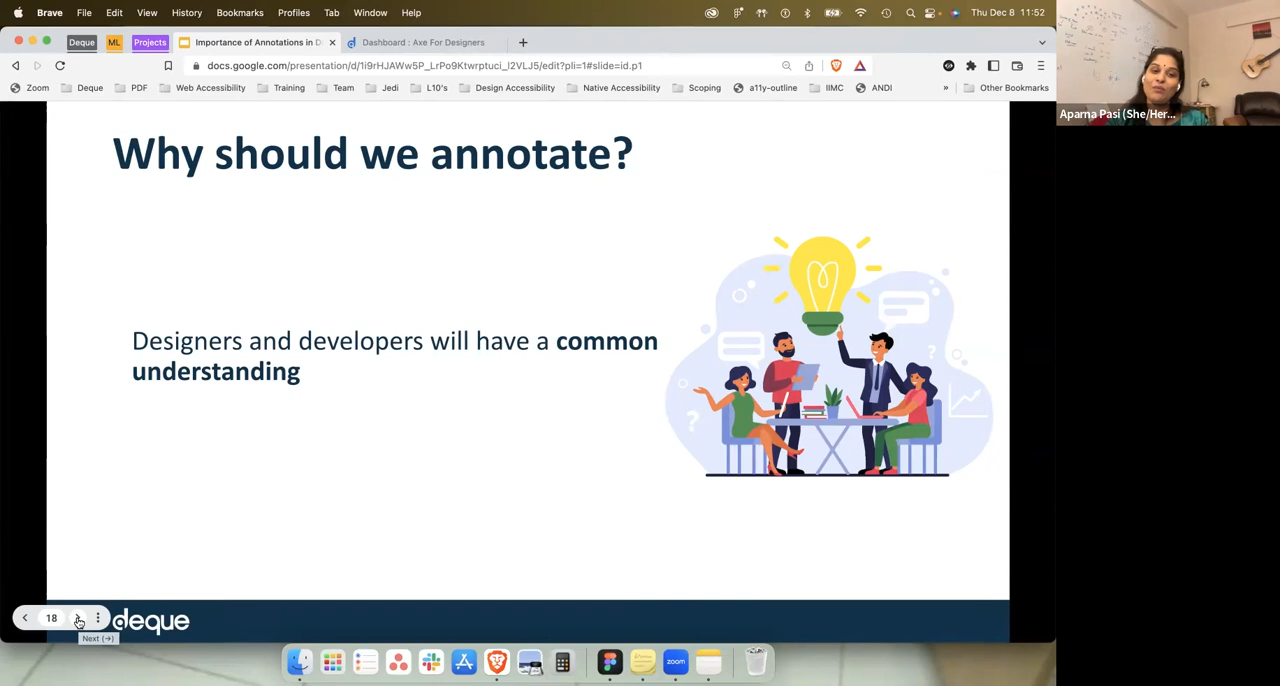 Brave File Edit View History Bookmarks Profiles Tab Window Help Thu Dec 8 11:52
Deque ML Projects Importance of Annotations in D Dashboard : Axe For Designers
docs.google.com/presentation/d/1i9rHJAWw5P_LrPo9Ktwrptuci_l2VLJ5/edit?pli=1#slide=id.p1
Zoom Deque PDF Web Accessibility Training Team Jedi L10's Design Accessibility Native Accessibility Scoping a11y-outline IIMC ANDI » Other Bookmarks
Aparna Pasi (She/Her...
Why should we annotate?
Designers and developers will have a common
understanding
18
deque
Next (→)
zoom